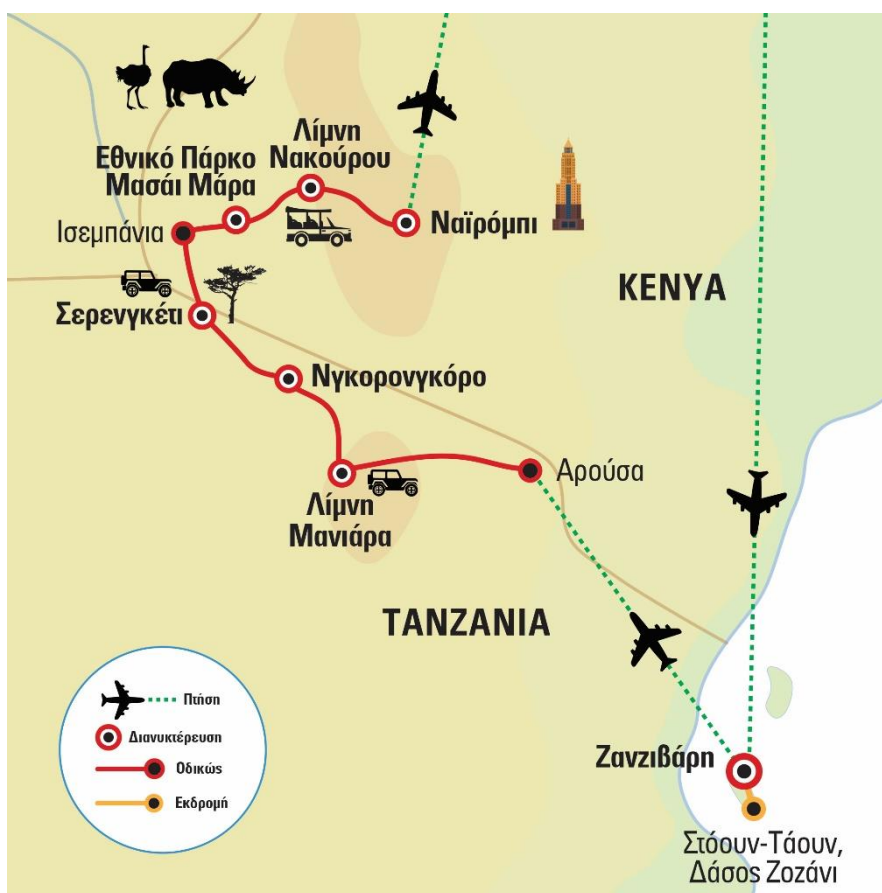 Λίμνη
Νακούρου
Εθνικό Πάρκο
Μασάι Μάρα
Ναϊρόμπι
Ισεμπάνια
KENYA
Σερενγκέτι
Νγκορονγκόρο
Αρούσα
Λίμνη
Μανιάρα
TANZANIA
Πτήση
Διανυκτέρευση
Οδικώς
Εκδρομή
Ζανζιβάρη
Στόουν-Τάουν,
Δάσος Ζοζάνι